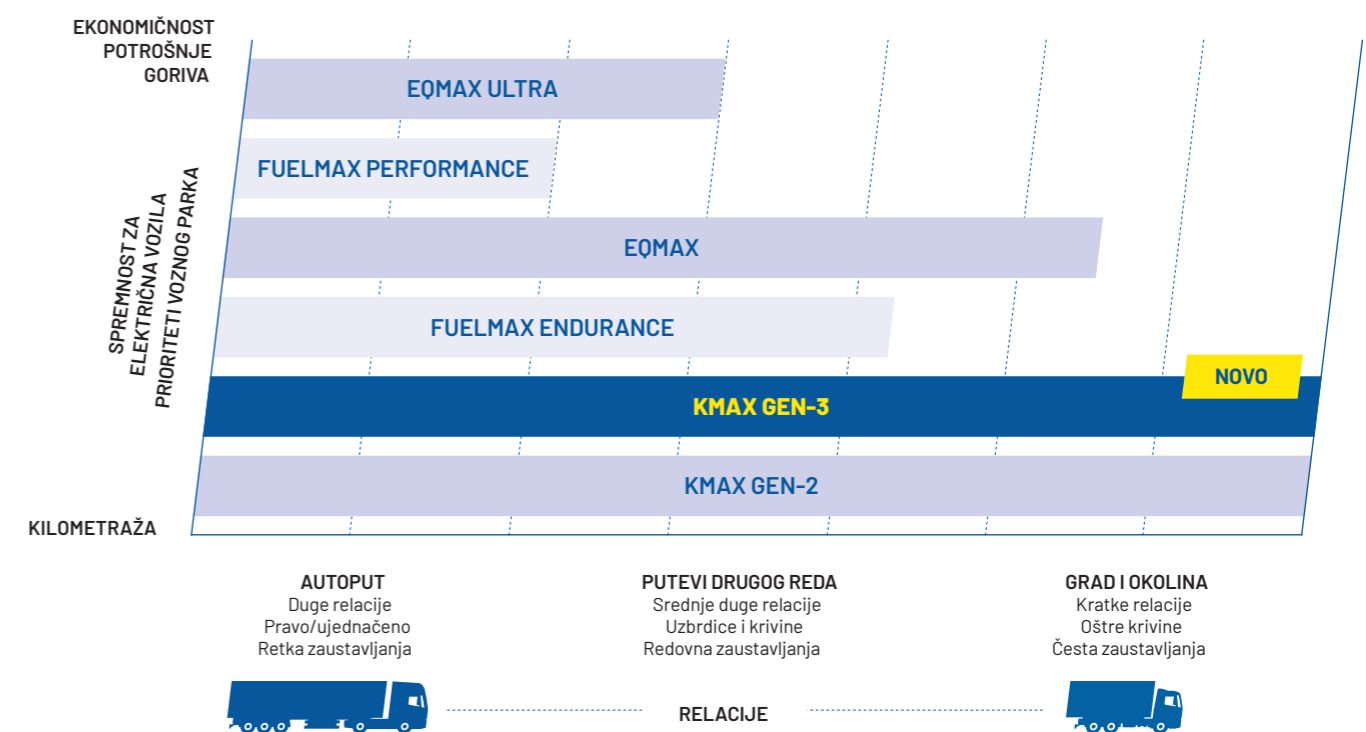 EKONOMIČNOST
POTROŠNJE
GORIVA
EQMAX ULTRA
FUELMAX PERFORMANCE
SPREMNOST ZA
ELEKTRIČNA VOZILA
PRIORITETI VOZNOG PARKA
EQMAX
FUELMAX ENDURANCE
NOVO
KMAX GEN-3
KMAX GEN-2
KILOMETRAŽA
AUTOPUT
Duge relacije
Pravo/ujednačeno
Retka zaustavljanja
PUTEVI DRUGOG REDA
Srednje duge relacije
Uzbrdice i krivine
Redovna zaustavljanja
GRAD I OKOLINA
Kratke relacije
Oštre krivine
Česta zaustavljanja
RELACIJE